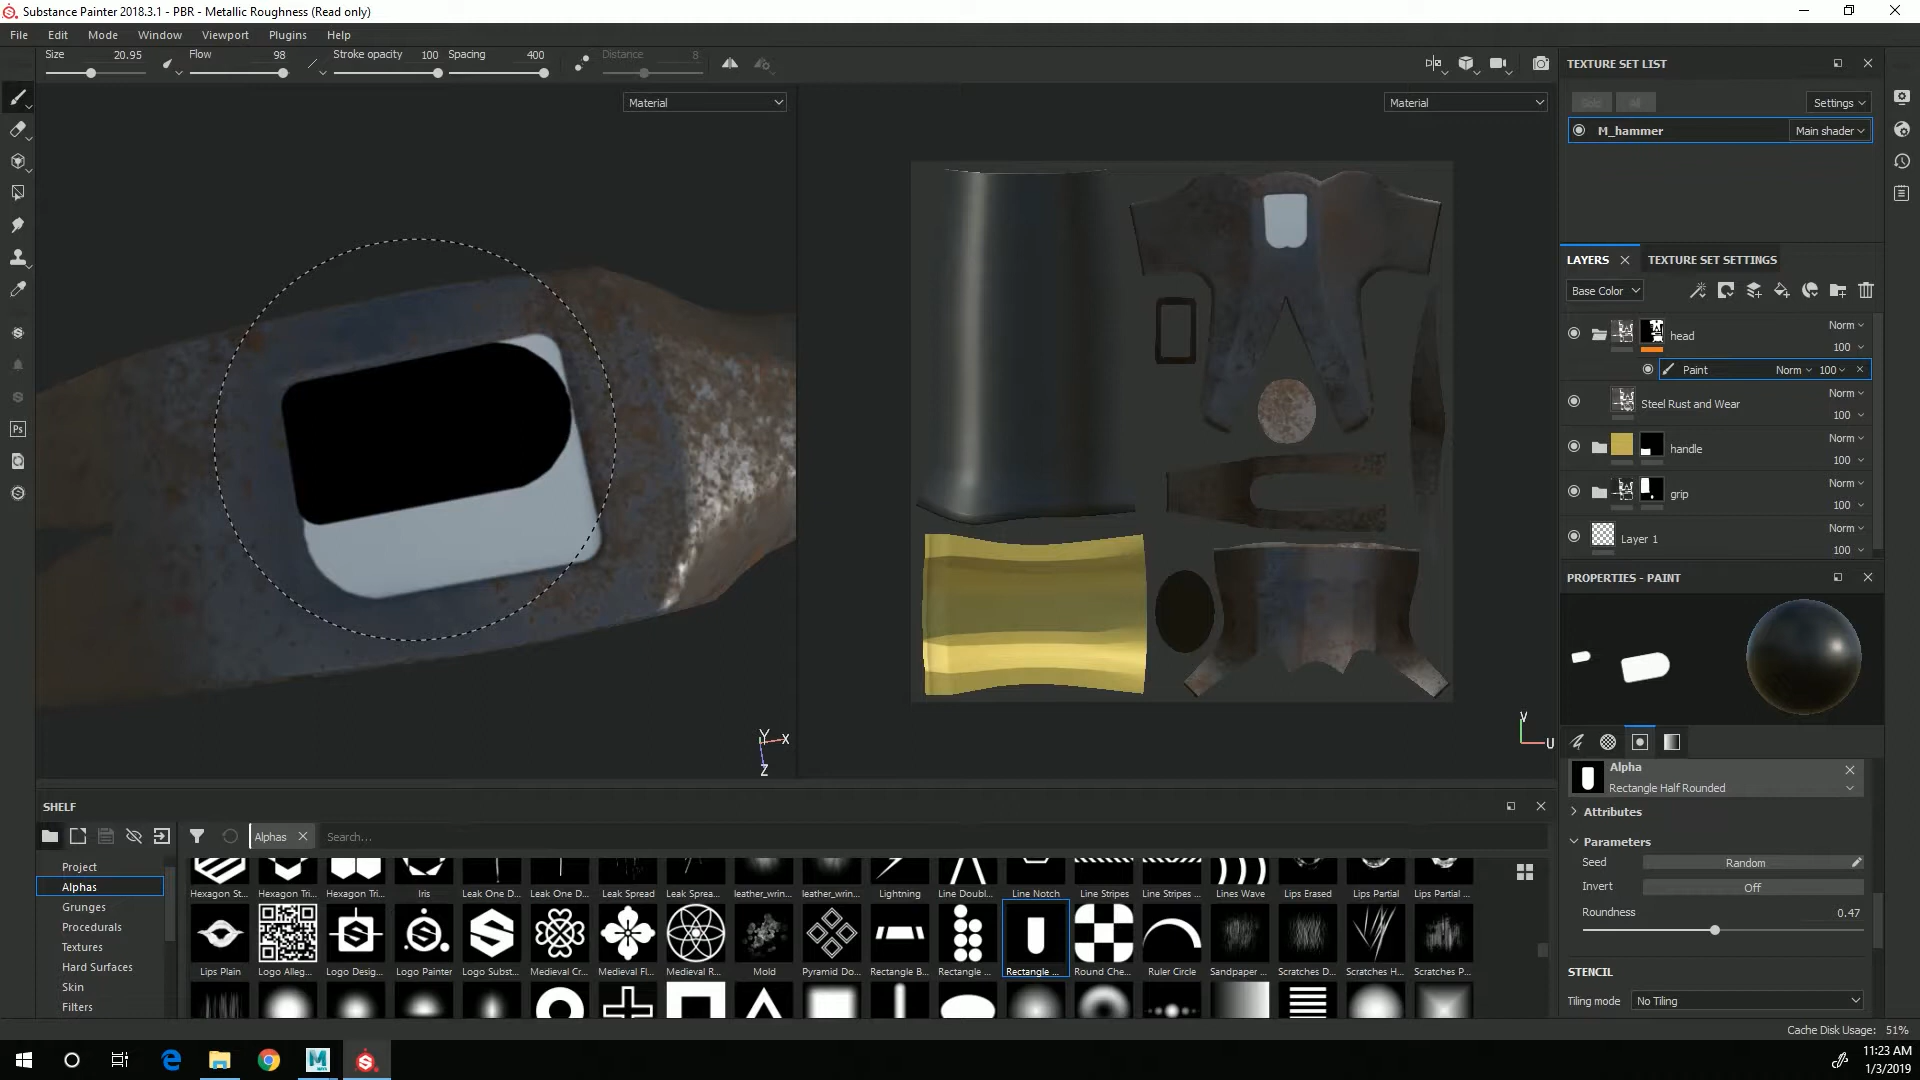 Substance Painter 2018.3.1 - PBR - Metallic Roughness (Read only)
File Edit Mode Window Viewport Plugins Help
Size 20.95 Flow 98 Stroke opacity 100 Spacing 400 Distance 8
Material
Material
Y X
Z
V
U
TEXTURE SET LIST
Solo All Settings
M_hammer Main shader
LAYERS TEXTURE SET SETTINGS
Base Color
head Norm
100
Paint Norm 100
Steel Rust and Wear Norm
100
handle Norm
100
grip Norm
100
Layer 1 Norm
100
PROPERTIES - PAINT
Alpha
Rectangle Half Rounded
Attributes
Parameters
Seed Random
Invert Off
Roundness 0.47
STENCIL
Tiling mode No Tiling
SHELF
Alphas Search...
Project
Alphas
Grunges
Procedurals
Textures
Hard Surfaces
Skin
Filters
Hexagon St... Hexagon Tri... Hexagon Tri... Iris Leak One D... Leak One D... Leak Spread Leak Sprea... leather_wrin... leather_wrin... Lightning Line Doubl... Line Notch Line Stripes Line Stripes ... Lines Wave Lips Erased Lips Partial Lips Partial ...
Lips Plain Logo Alleg... Logo Desig... Logo Painter Logo Subst... Medieval Cr... Medieval Fl... Medieval R... Mold Pyramid Do... Rectangle B... Rectangle ... Rectangle ... Round Che... Ruler Circle Sandpaper ... Scratches D... Scratches H... Scratches P...
Cache Disk Usage: 51%
Ps
11:23 AM
1/3/2019